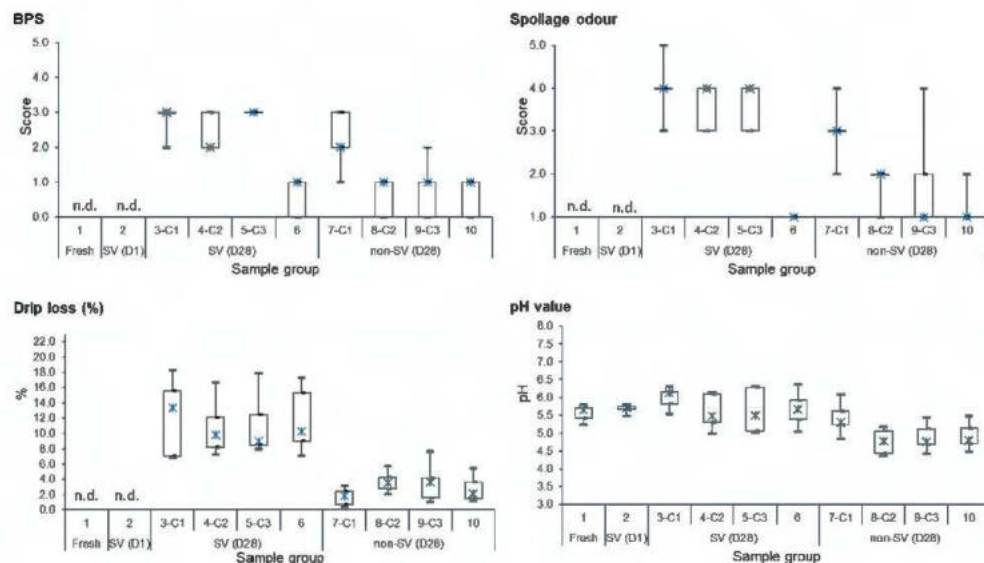 BPS
5.0
4.0
3.0
2.0
1.0
0.0
Score
n.d. n.d.
1 2 3-C1 4-C2 5-C3 6 7-C1 8-C2 9-C3 10
Fresh SV (D1) SV (D28) non-SV (D28)
Sample group
Spoilage odour
5.0
4.0
3.0
2.0
1.0
Score
n.d. n.d.
1 2 3-C1 4-C2 5-C3 6 7-C1 8-C2 9-C3 10
Fresh SV (D1) SV (D28) non-SV (D28)
Sample group
Drip loss (%)
22.0
20.0
18.0
16.0
14.0
12.0
10.0
8.0
6.0
4.0
2.0
0.0
%
n.d. n.d.
1 2 3-C1 4-C2 5-C3 6 7-C1 8-C2 9-C3 10
Fresh SV (D1) SV (D28) non-SV (D28)
Sample group
pH value
8.0
7.5
7.0
6.5
6.0
5.5
5.0
4.5
4.0
3.5
3.0
pH
1 2 3-C1 4-C2 5-C3 6 7-C1 8-C2 9-C3 10
Fresh SV (D1) SV (D28) non-SV (D28)
Sample group